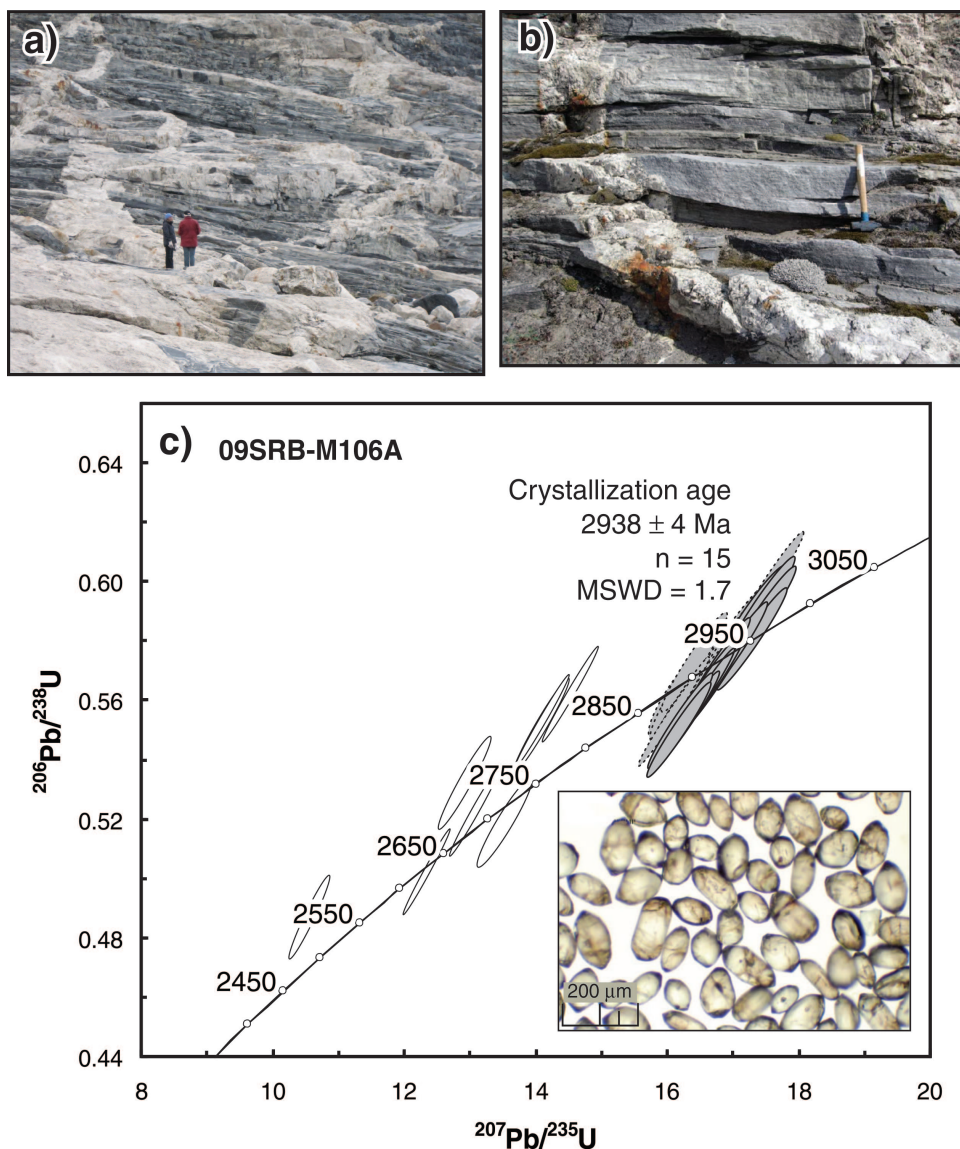 a)
b)
c) 09SRB-M106A
Crystallization age
2938 ± 4 Ma
n = 15
MSWD = 1.7
3050
2950
2850
2750
2650
2550
2450
0.64
0.60
0.56
0.52
0.48
0.44
206Pb/238U
200 µm
8 10 12 14 16 18 20
207Pb/235U